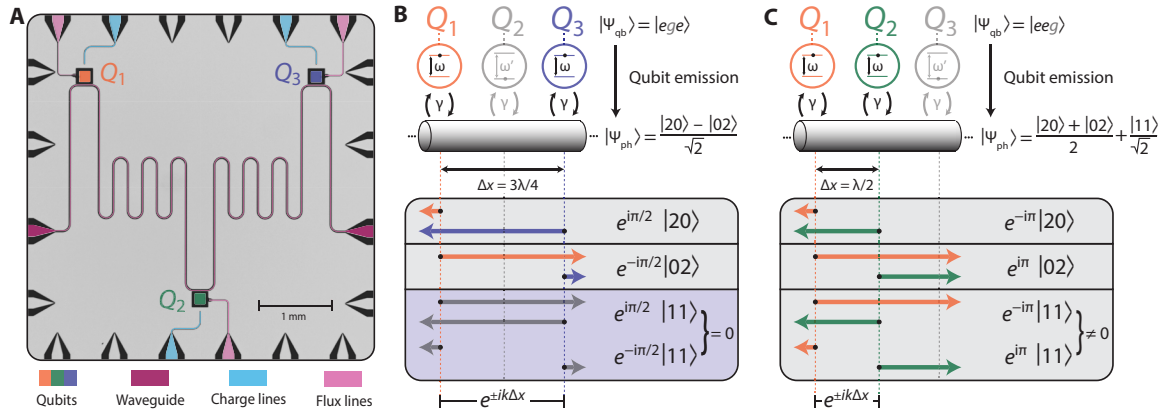 A
Q1
Q3
Q2
1 mm
Qubits
Waveguide
Charge lines
Flux lines
B
Q1 Q2 Q3
ω ω′ ω
γ γ γ
|Ψqb⟩ = |ege⟩
Qubit emission
... ... |Ψph⟩ = (|20⟩ − |02⟩)/√2
Δx = 3λ/4
e^{iπ/2} |20⟩
e^{-iπ/2} |02⟩
e^{iπ/2} |11⟩
e^{-iπ/2} |11⟩
} = 0
e^{±ikΔx}
C
Q1 Q2 Q3
ω ω ω′
γ γ γ
|Ψqb⟩ = |eeg⟩
Qubit emission
... ... |Ψph⟩ = (|20⟩ + |02⟩)/2 + |11⟩/√2
Δx = λ/2
e^{-iπ} |20⟩
e^{iπ} |02⟩
e^{-iπ} |11⟩
e^{iπ} |11⟩
} ≠ 0
e^{±ikΔx}